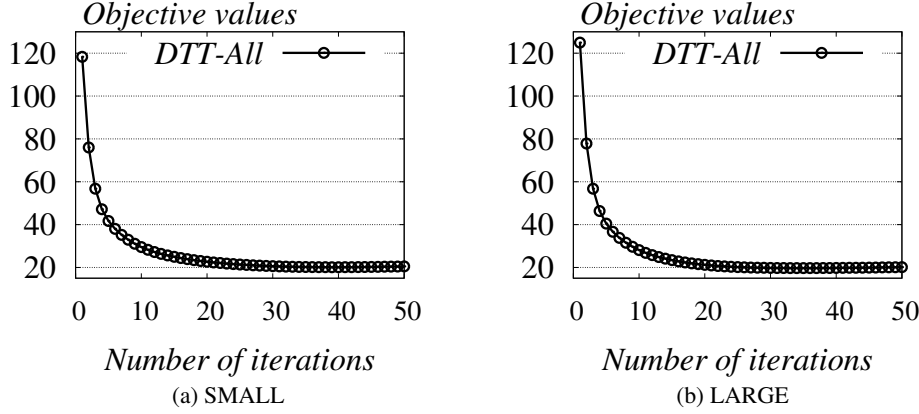 Objective values
DTT-All
120
100
80
60
40
20
0 10 20 30 40 50
Number of iterations
(a) SMALL
Objective values
DTT-All
120
100
80
60
40
20
0 10 20 30 40 50
Number of iterations
(b) LARGE